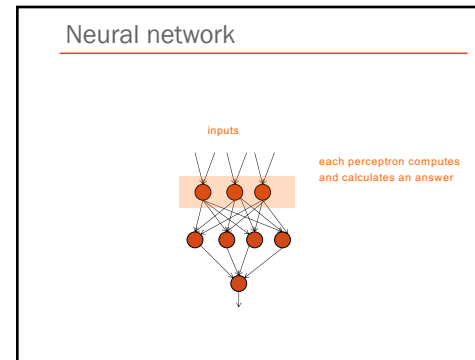 Neural network
inputs
each perceptron computes
and calculates an answer